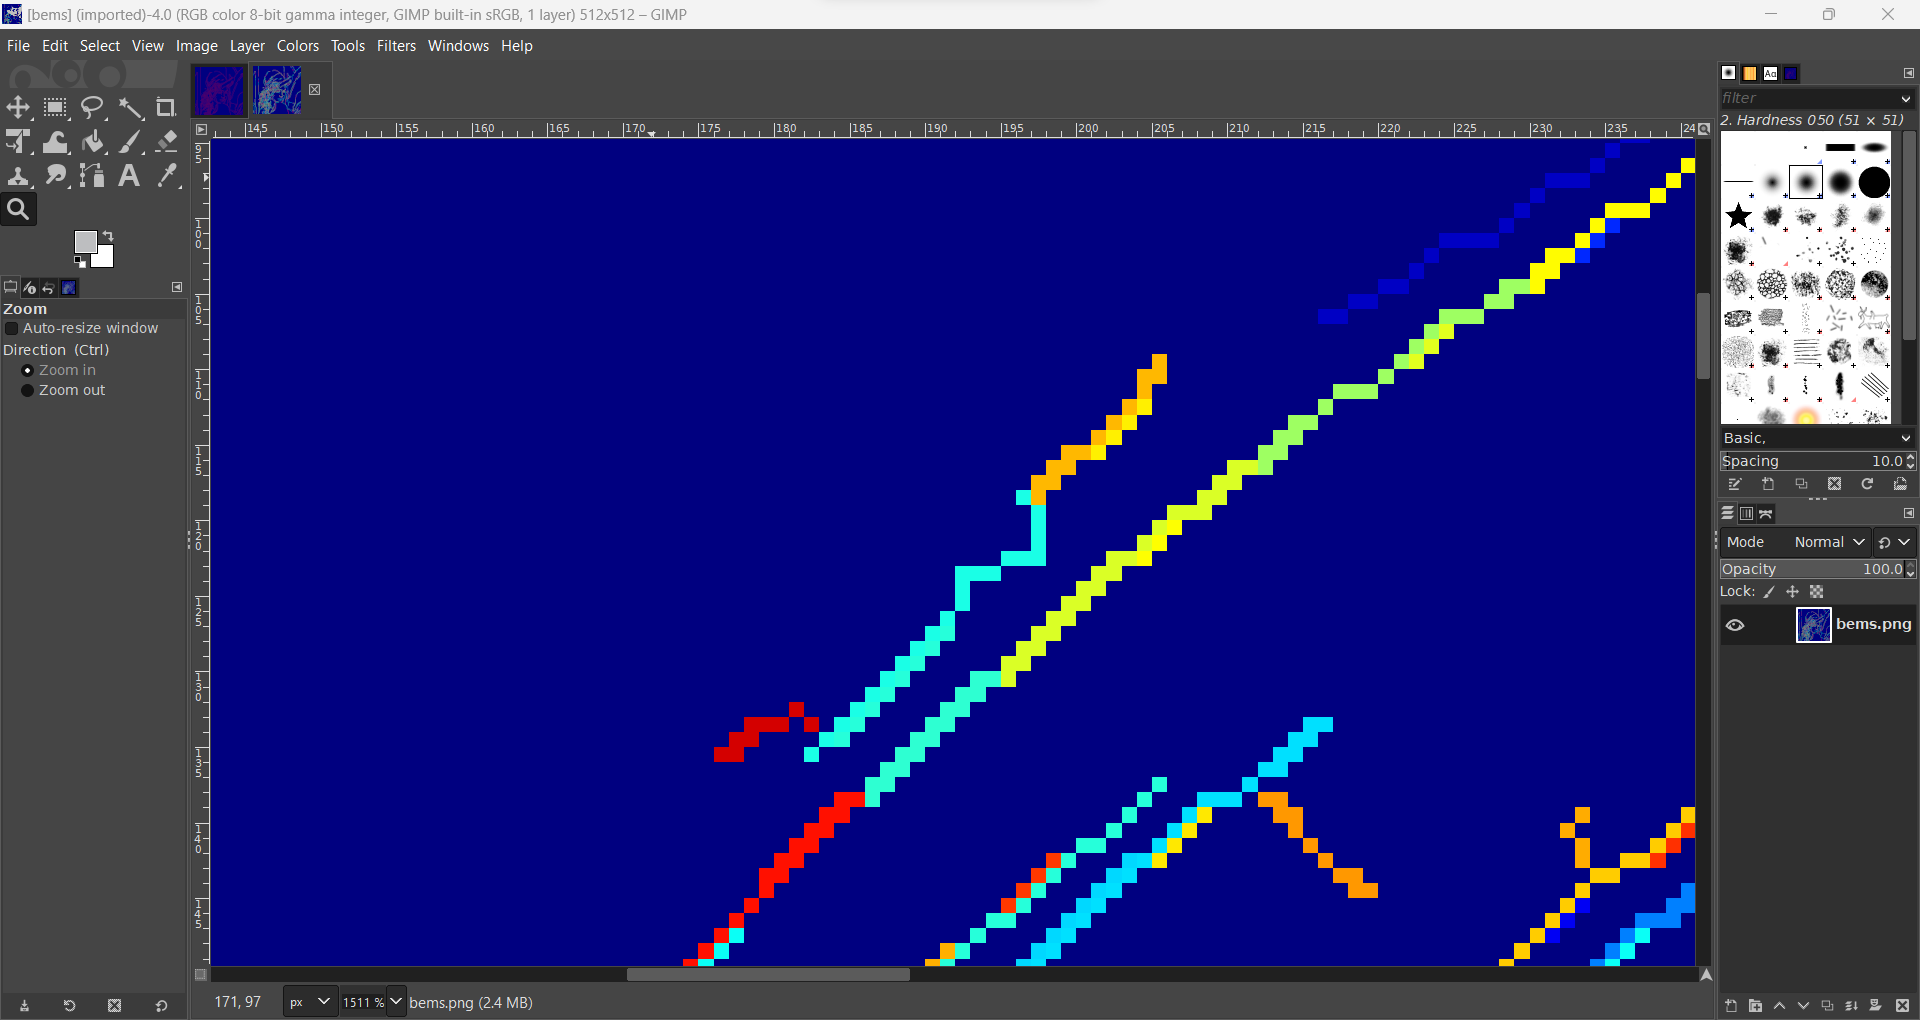 [bems] (imported)-4.0 (RGB color 8-bit gamma integer, GIMP built-in sRGB, 1 layer) 512x512 – GIMP
File Edit Select View Image Layer Colors Tools Filters Windows Help
145 150 155 160 165 170 175 180 185 190 195 200 205 210 215 220 225 230 235 24
95
100
105
110
115
120
125
130
135
140
145
Zoom
Auto-resize window
Direction (Ctrl)
Zoom in
Zoom out
171, 97 px 1511 % bems.png (2.4 MB)
Aa
filter
2. Hardness 050 (51 × 51)
Basic,
Spacing 10.0
Mode Normal
Opacity 100.0
Lock:
bems.png